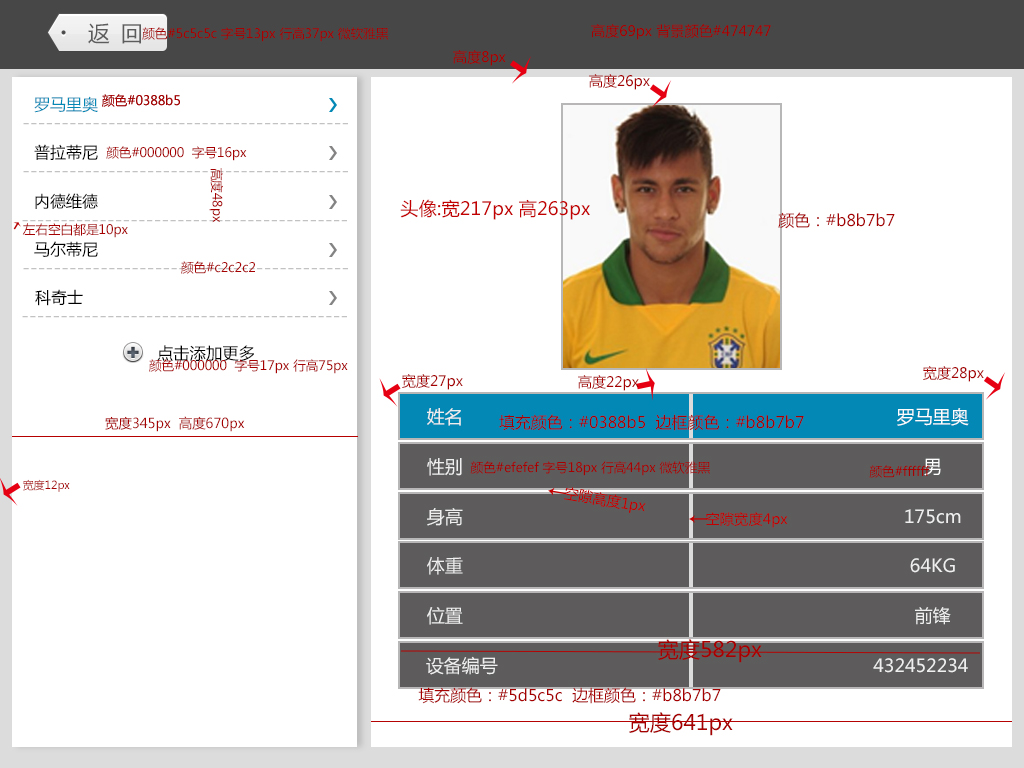 返 回
颜色#5c5c5c 字号13px 行高37px 微软雅黑
高度69px 背景颜色#474747
高度8px
高度26px
罗马里奥 颜色#0388b5
普拉蒂尼 颜色#000000 字号16px
高度48px
内德维德
左右空白都是10px
马尔蒂尼
颜色#c2c2c2
科奇士
点击添加更多
颜色#000000 字号17px 行高75px
宽度345px 高度670px
宽度12px
头像:宽217px 高263px
颜色：#b8b7b7
宽度27px
高度22px
宽度28px
姓名 罗马里奥
填充颜色：#0388b5 边框颜色：#b8b7b7
性别 男
颜色#efefef 字号18px 行高44px 微软雅黑
颜色#ffffff
空隙高度1px
身高 175cm
空隙宽度4px
体重 64KG
位置 前锋
宽度582px
设备编号 432452234
填充颜色：#5d5c5c 边框颜色：#b8b7b7
宽度641px